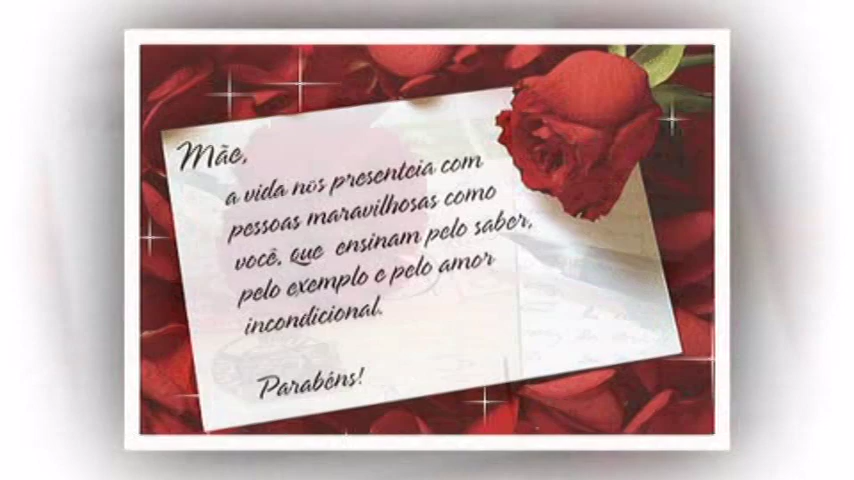 Mãe,
a vida nos presenteia com
pessoas maravilhosas como
você, que ensinam pelo saber,
pelo exemplo e pelo amor
incondicional.
Parabéns!